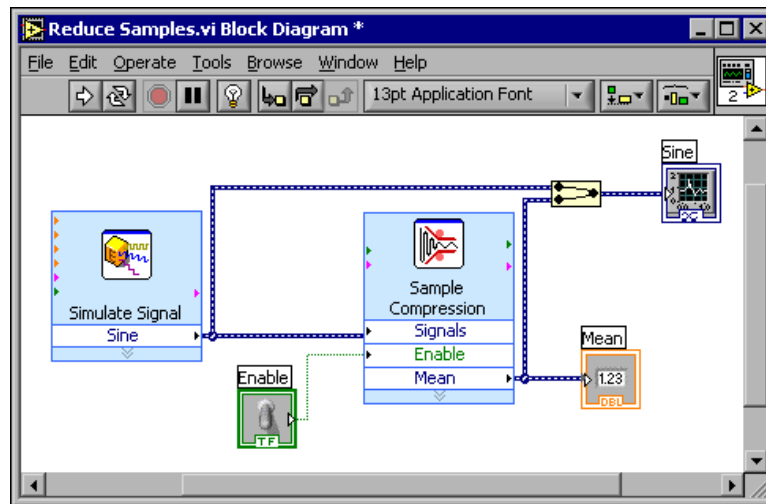 Reduce Samples.vi Block Diagram *
File Edit Operate Tools Browse Window Help
13pt Application Font
2
Sine
Simulate Signal
Sine
Sample
Compression
Signals
Enable
Mean
Mean
1.23
DBL
Enable
TF